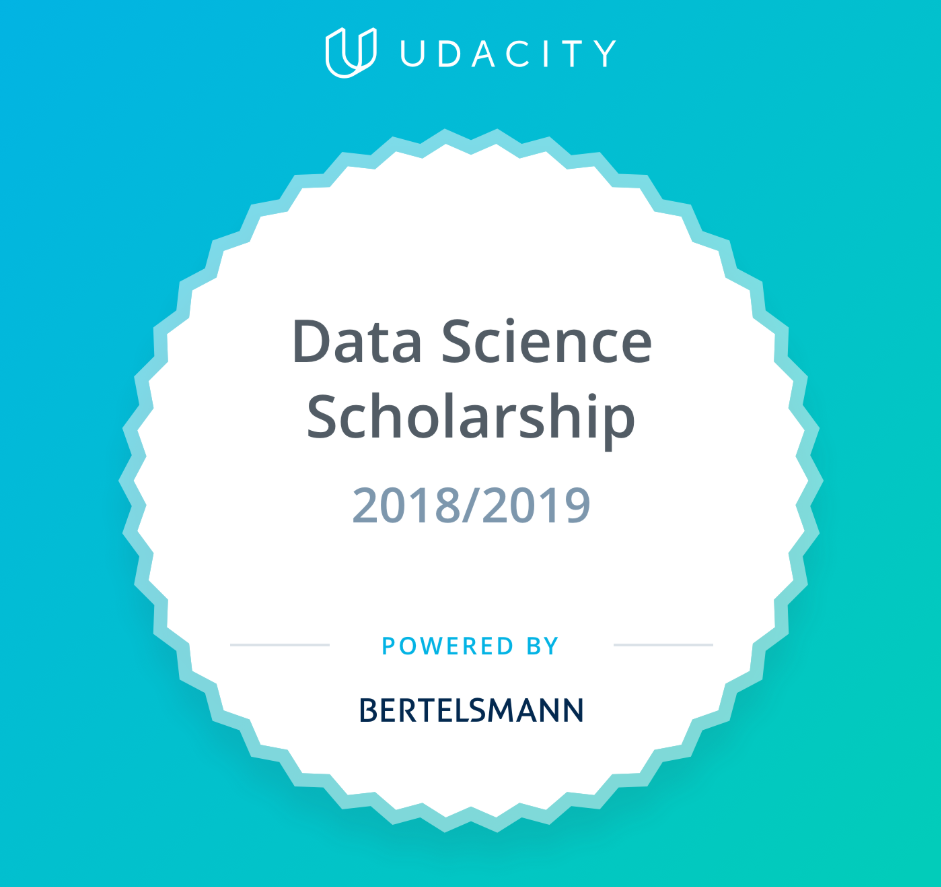 UDACITY
Data Science
Scholarship
2018/2019
POWERED BY
BERTELSMANN